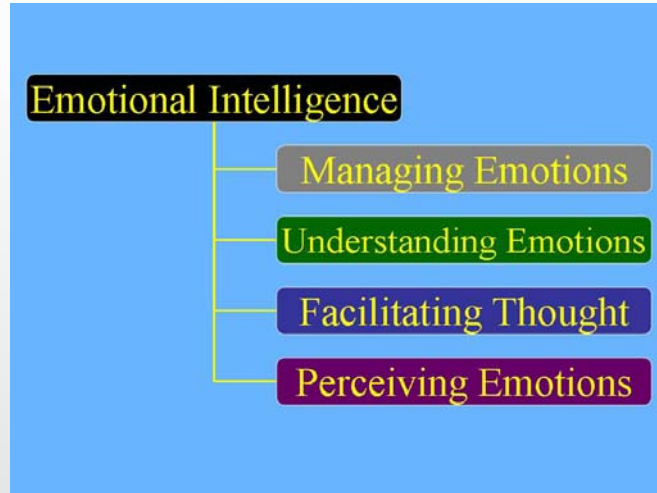 Emotional Intelligence
Managing Emotions
Understanding Emotions
Facilitating Thought
Perceiving Emotions